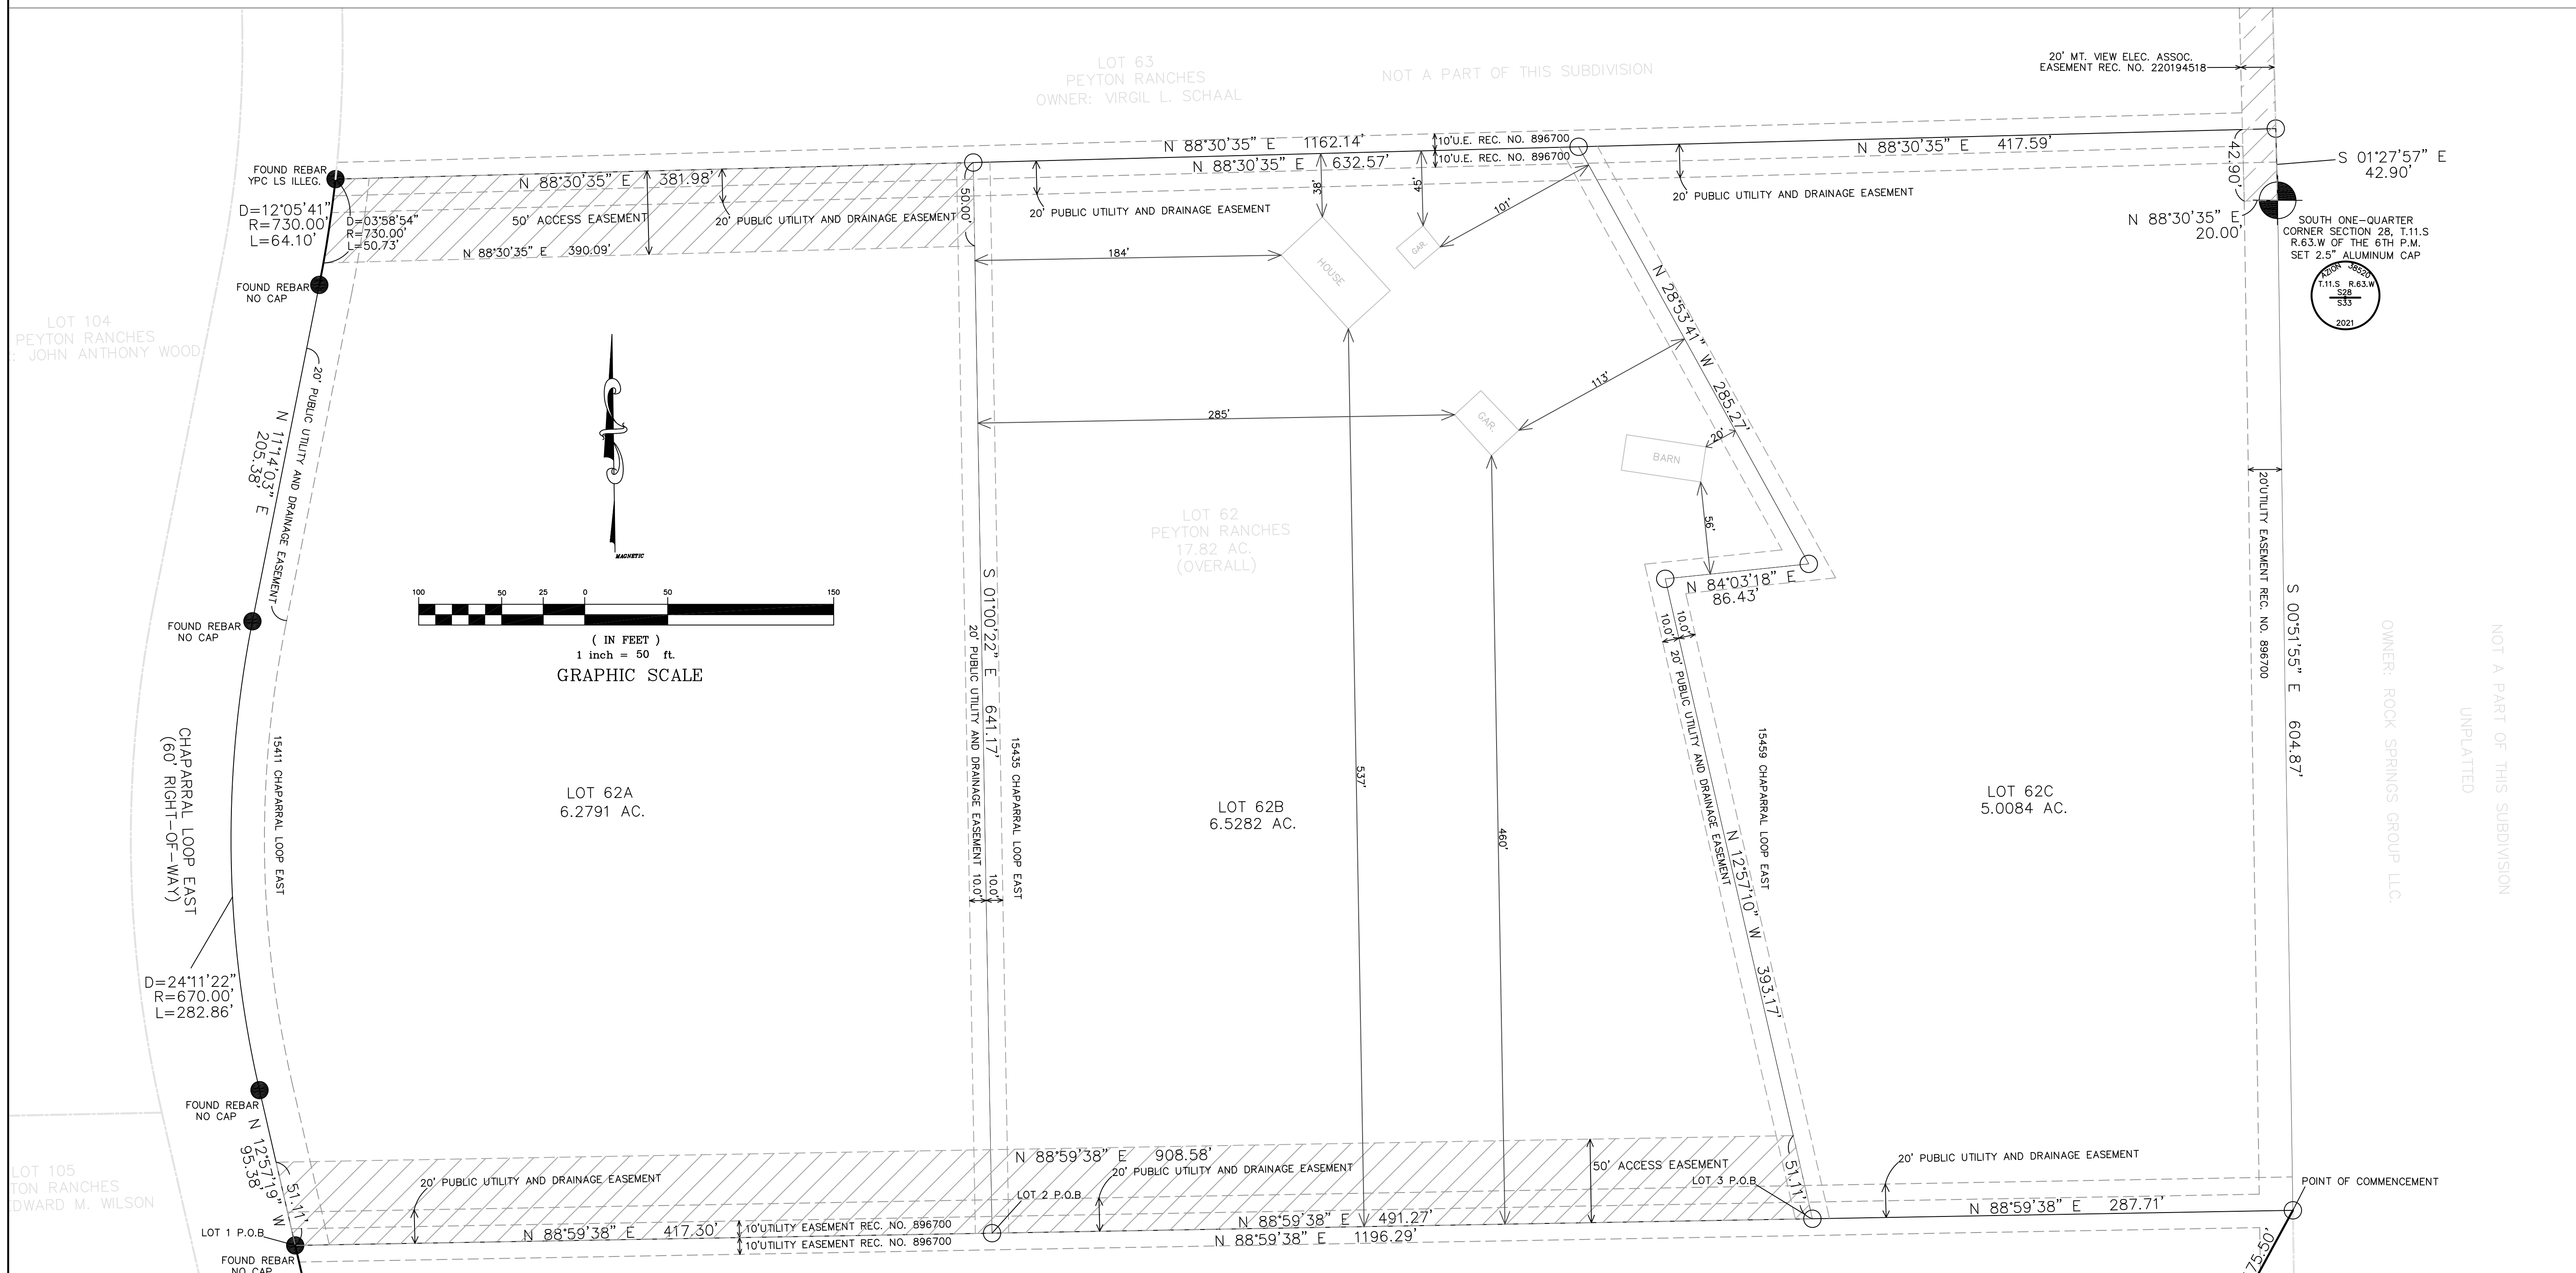 20' MT. VIEW ELEC. ASSOC.
EASEMENT REC. NO. 220194518
LOT 63
PEYTON RANCHES
OWNER: VIRGIL L. SCHAAL
NOT A PART OF THIS SUBDIVISION
N 88°30'35" E 1162.14'
N 88°30'35" E 632.57'
10'U.E. REC. NO. 896700
10'U.E. REC. NO. 896700
N 88°30'35" E 417.59'
42.90'
S 01°27'57" E
42.90'
FOUND REBAR
YPC LS ILLEG.
N 88°30'35" E 381.98'
D=12°05'41"
R=730.00'
L=64.10'
D=03°58'54"
R=730.00'
L=50.73'
50' ACCESS EASEMENT
20' PUBLIC UTILITY AND DRAINAGE EASEMENT
50.00'
N 88°30'35" E 390.09'
20' PUBLIC UTILITY AND DRAINAGE EASEMENT
38'
45'
101'
20' PUBLIC UTILITY AND DRAINAGE EASEMENT
N 88°30'35" E
20.00'
SOUTH ONE-QUARTER
CORNER SECTION 28, T.11.S
R.63.W OF THE 6TH P.M.
SET 2.5" ALUMINUM CAP
AZION 38520
T.11.S R.63.W
S28
S33
2021
184'
HOUSE
GAR.
FOUND REBAR
NO CAP
LOT 104
PEYTON RANCHES
: JOHN ANTHONY WOOD
20' PUBLIC UTILITY AND DRAINAGE EASEMENT
N 11°14'03" E
205.38'
MAGNETIC
N 28°53'41" W 285.27'
113'
285'
GAR.
20'
BARN
56'
LOT 62
PEYTON RANCHES
17.82 AC.
(OVERALL)
20'UTILITY EASEMENT REC. NO. 896700
S 00°51'55" E 604.87'
N 84°03'18" E
86.43'
100 50 25 0 50 150
( IN FEET )
1 inch = 50 ft.
GRAPHIC SCALE
FOUND REBAR
NO CAP
S 01°00'22" E 641.17'
20' PUBLIC UTILITY AND DRAINAGE EASEMENT
10.0'
10.0'
10.0'
10.0'
20' PUBLIC UTILITY AND DRAINAGE EASEMENT
N 12°57'10" W 393.17'
OWNER: ROCK SPRINGS GROUP LLC.
UNPLATTED
NOT A PART OF THIS SUBDIVISION
CHAPARRAL LOOP EAST
(60' RIGHT-OF-WAY)
15411 CHAPARRAL LOOP EAST
LOT 62A
6.2791 AC.
15435 CHAPARRAL LOOP EAST
LOT 62B
6.5282 AC.
537'
460'
15459 CHAPARRAL LOOP EAST
LOT 62C
5.0084 AC.
D=24°11'22"
R=670.00'
L=282.86'
FOUND REBAR
NO CAP
N 12°57'19" W
95.38'
51.11'
LOT 105
TON RANCHES
DWARD M. WILSON
20' PUBLIC UTILITY AND DRAINAGE EASEMENT
N 88°59'38" E 908.58'
20' PUBLIC UTILITY AND DRAINAGE EASEMENT
50' ACCESS EASEMENT
51.11'
20' PUBLIC UTILITY AND DRAINAGE EASEMENT
LOT 2 P.O.B
LOT 3 P.O.B
POINT OF COMMENCEMENT
LOT 1 P.O.B
N 88°59'38" E 417.30'
10'UTILITY EASEMENT REC. NO. 896700
10'UTILITY EASEMENT REC. NO. 896700
N 88°59'38" E 491.27'
N 88°59'38" E 1196.29'
N 88°59'38" E 287.71'
FOUND REBAR
NO CAP
75.50'